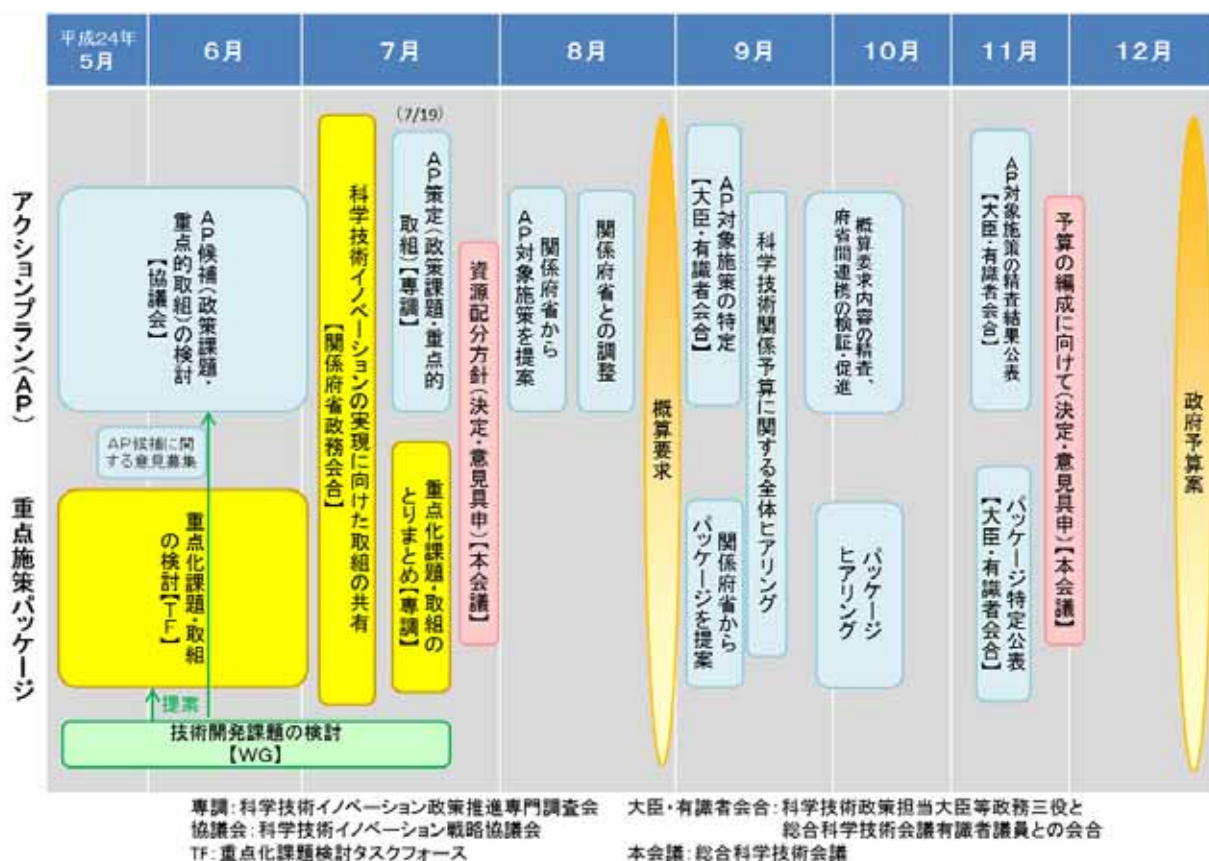 平成24年
5月
6月
7月
8月
9月
10月
11月
12月
アクションプラン(AP)
重点施策パッケージ
AP候補(政策課題・
重点的取組)の検討
【協議会】
AP候補に関
する意見募集
重点化課題・取組
の検討【TF】
提案
技術開発課題の検討
【WG】
科学技術イノベーションの実現に向けた取組の共有
【関係府省政務会合】
(7/19)
AP策定(政策課題・重点的
取組)【専調】
重点化課題・取組の
とりまとめ【専調】
資源配分方針(決定・意見具申)【本会議】
関係府省から
AP対象施策を提案
関係府省との調整
概算要求
AP対象施策の特定
【大臣・有識者会合】
関係府省から
パッケージを提案
科学技術関係予算に関する全体ヒアリング
概算要求内容の精査、
府省間連携の検証・促進
パッケージ
ヒアリング
AP対象施策の精査結果公表
【大臣・有識者会合】
パッケージ特定公表
【大臣・有識者会合】
予算の編成に向けて(決定・意見具申)【本会議】
政府予算案
専調:科学技術イノベーション政策推進専門調査会
協議会:科学技術イノベーション戦略協議会
TF:重点化課題検討タスクフォース
大臣・有識者会合:科学技術政策担当大臣等政務三役と
総合科学技術会議有識者議員との会合
本会議:総合科学技術会議